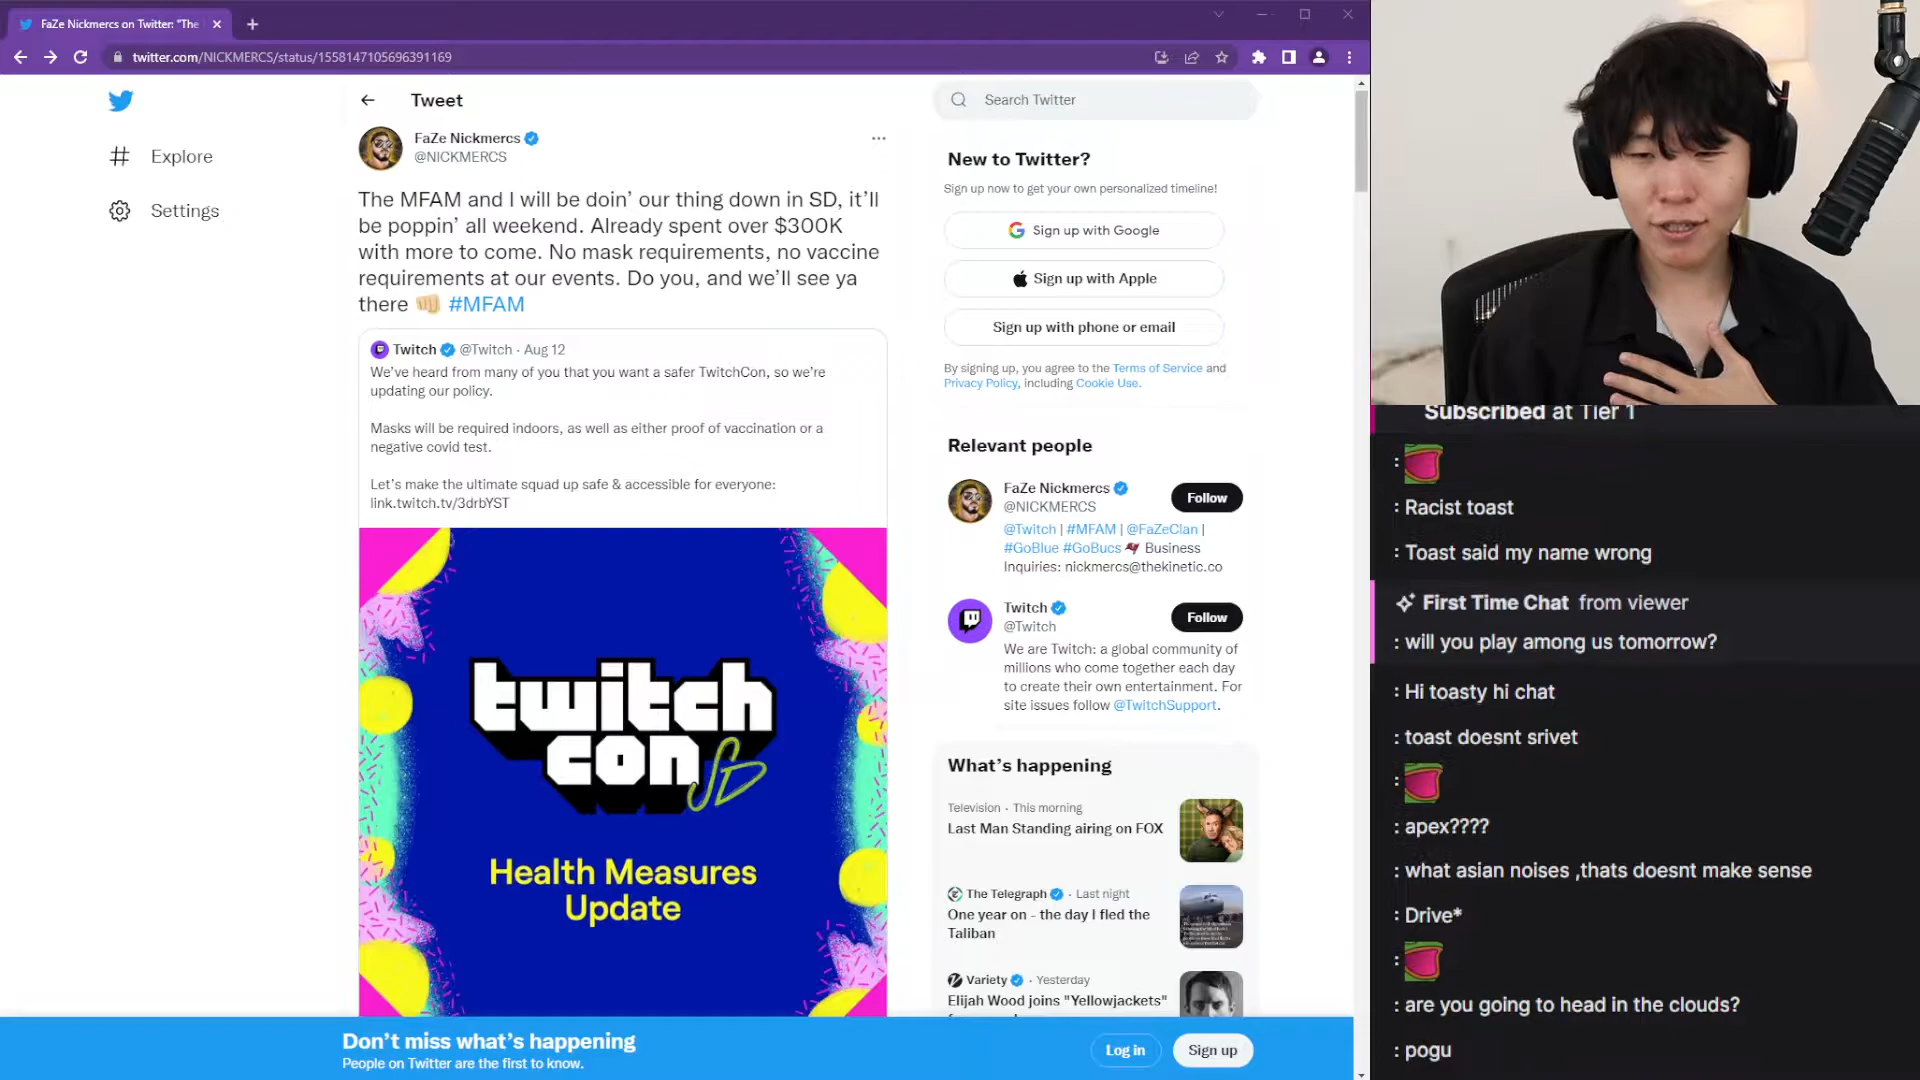 FaZe Nickmercs on Twitter: "The
twitter.com/NICKMERCS/status/1558147105696391169
Explore
Settings
Tweet
FaZe Nickmercs
@NICKMERCS
The MFAM and I will be doin’ our thing down in SD, it’ll
be poppin’ all weekend. Already spent over $300K
with more to come. No mask requirements, no vaccine
requirements at our events. Do you, and we’ll see ya
there 👊🏼 #MFAM
Twitch @Twitch · Aug 12
We’ve heard from many of you that you want a safer TwitchCon, so we’re
updating our policy.
Masks will be required indoors, as well as either proof of vaccination or a
negative covid test.
Let’s make the ultimate squad up safe & accessible for everyone:
link.twitch.tv/3drbYST
twitch
con SD
Health Measures
Update
Search Twitter
New to Twitter?
Sign up now to get your own personalized timeline!
Sign up with Google
Sign up with Apple
Sign up with phone or email
By signing up, you agree to the Terms of Service and
Privacy Policy, including Cookie Use.
Relevant people
FaZe Nickmercs
@NICKMERCS
Follow
@Twitch | #MFAM | @FaZeClan |
#GoBlue #GoBucs Business
Inquiries: nickmercs@thekinetic.co
Twitch
@Twitch
Follow
We are Twitch: a global community of
millions who come together each day
to create their own entertainment. For
site issues follow @TwitchSupport.
What’s happening
Television · This morning
Last Man Standing airing on FOX
The Telegraph · Last night
One year on - the day I fled the
Taliban
Variety · Yesterday
Elijah Wood joins "Yellowjackets"
Don’t miss what’s happening
People on Twitter are the first to know.
Log in
Sign up
Subscribed at Tier 1
:
: Racist toast
: Toast said my name wrong
First Time Chat from viewer
: will you play among us tomorrow?
: Hi toasty hi chat
: toast doesnt srivet
:
: apex????
: what asian noises ,thats doesnt make sense
: Drive*
:
: are you going to head in the clouds?
: pogu